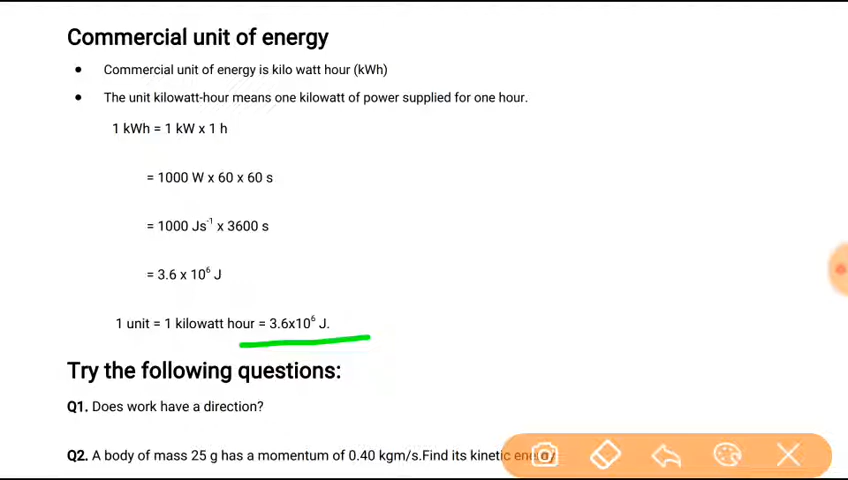 Commercial unit of energy
• Commercial unit of energy is kilo watt hour (kWh)
• The unit kilowatt-hour means one kilowatt of power supplied for one hour.
1 kWh = 1 kW x 1 h
= 1000 W x 60 x 60 s
= 1000 Js⁻¹ x 3600 s
= 3.6 x 10⁶ J
1 unit = 1 kilowatt hour = 3.6x10⁶ J.
Try the following questions:
Q1. Does work have a direction?
Q2. A body of mass 25 g has a momentum of 0.40 kgm/s.Find its kinetic energy